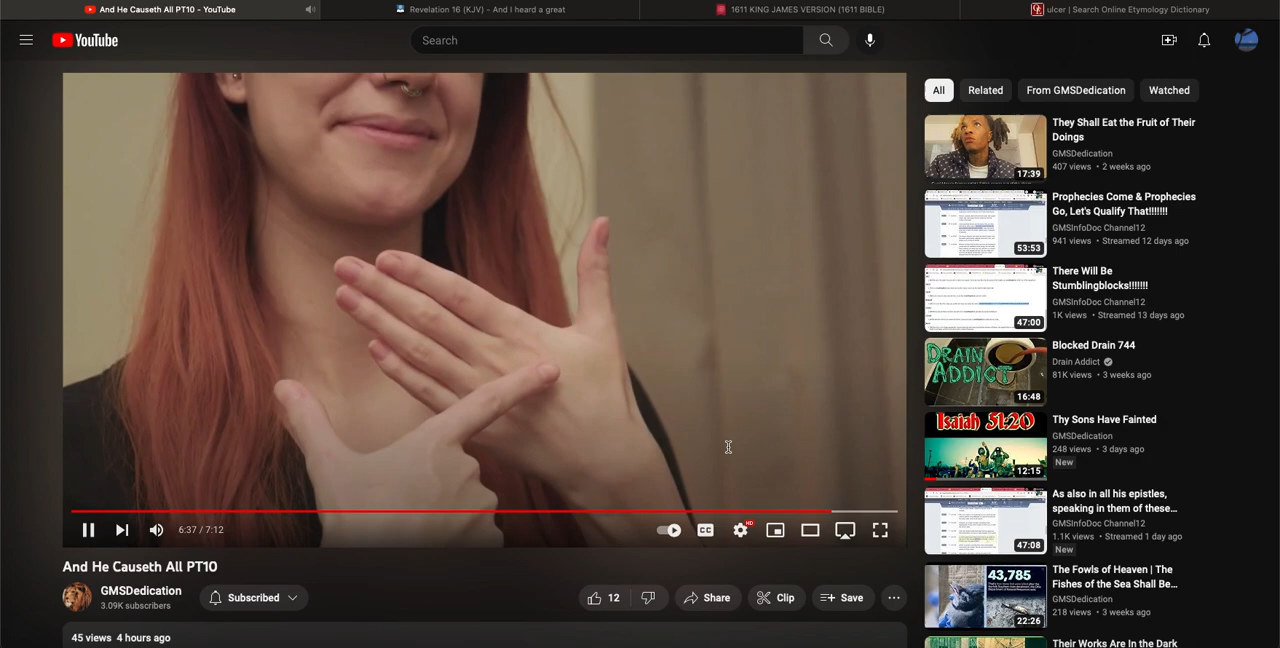 And He Causeth All PT10 - YouTube
Revelation 16 (KJV) - And I heard a great
1611 KING JAMES VERSION (1611 BIBLE)
ulcer | Search Online Etymology Dictionary
YouTube
Search
All
Related
From GMSDedication
Watched
They Shall Eat the Fruit of Their
Doings
GMSDedication
407 views • 2 weeks ago
17:39
Prophecies Come & Prophecies
Go, Let's Qualify This!!!!!!!!
GMSInfoDoc Channel12
941 views • Streamed 12 days ago
53:53
There Will Be
Stumblingblocks!!!!!!!
GMSInfoDoc Channel12
1K views • Streamed 13 days ago
47:00
DRAIN
ADDICT
16:48
Blocked Drain 744
Drain Addict
81K views • 3 weeks ago
Isaiah 51:20
12:15
Thy Sons Have Fainted
GMSDedication
248 views • 3 days ago
New
47:08
As also in all his epistles,
speaking in them of these...
GMSInfoDoc Channel12
1.1K views • Streamed 1 day ago
New
43,785
22:26
The Fowls of Heaven | The
Fishes of the Sea Shall Be...
GMSDedication
218 views • 3 weeks ago
Their Works Are In the Dark
6:37 / 7:12
HD
And He Causeth All PT10
GMSDedication
3.09K subscribers
Subscribed
12
Share
Clip
Save
45 views 4 hours ago